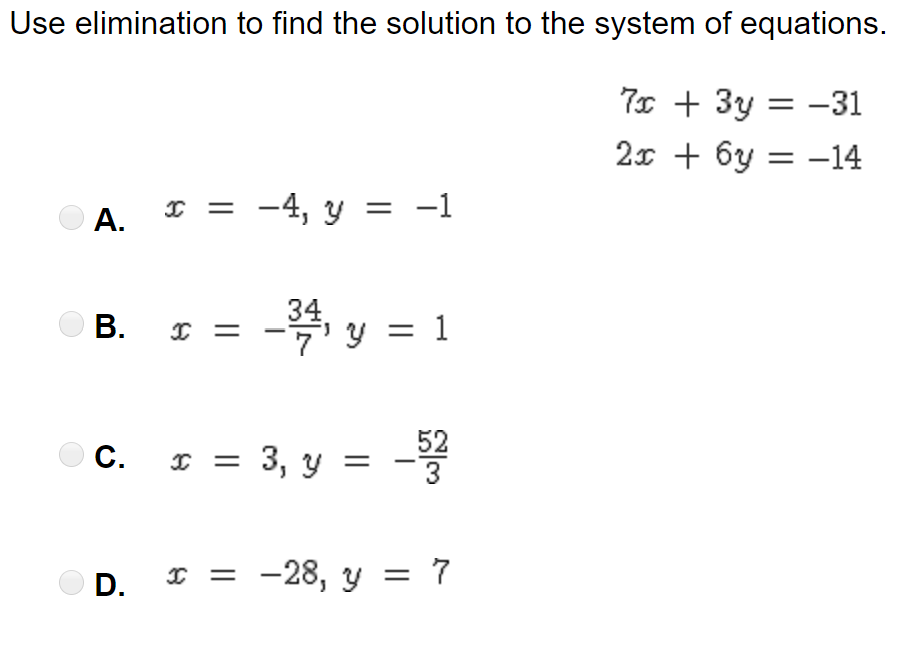 Use elimination to find the solution to the system of equations.
7x + 3y = −31
2x + 6y = −14
A. x = −4, y = −1
B. x = −34/7, y = 1
C. x = 3, y = −52/3
D. x = −28, y = 7